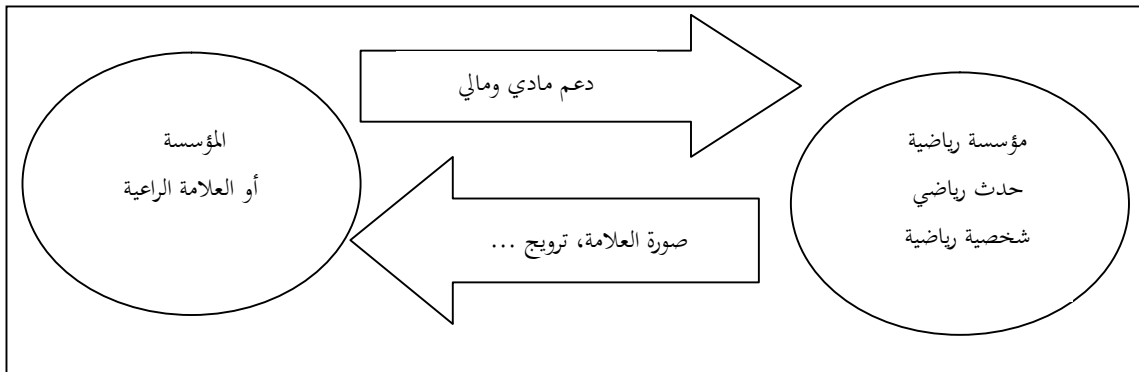 دعم مادي ومالي
المؤسسة
أو العلامة الراعية
مؤسسة رياضية
حدث رياضي
شخصية رياضية
صورة العلامة، ترويج ...